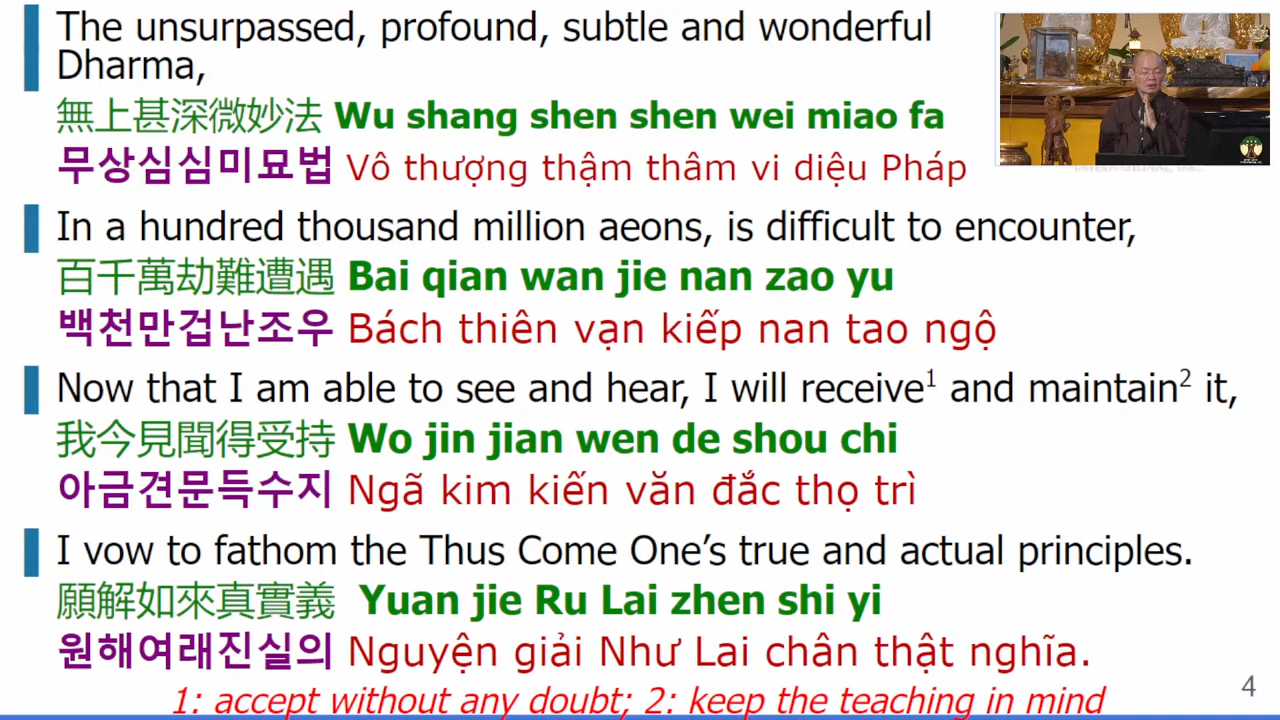 The unsurpassed, profound, subtle and wonderful
Dharma,
無上甚深微妙法 Wu shang shen shen wei miao fa
무상심심미묘법 Vô thượng thậm thâm vi diệu Pháp
In a hundred thousand million aeons, is difficult to encounter,
百千萬劫難遭遇 Bai qian wan jie nan zao yu
백천만겁난조우 Bách thiên vạn kiếp nan tao ngộ
Now that I am able to see and hear, I will receive1 and maintain2 it,
我今見聞得受持 Wo jin jian wen de shou chi
아금견문득수지 Ngã kim kiến văn đắc thọ trì
I vow to fathom the Thus Come One’s true and actual principles.
願解如來真實義 Yuan jie Ru Lai zhen shi yi
원해여래진실의 Nguyện giải Như Lai chân thật nghĩa.
1: accept without any doubt; 2: keep the teaching in mind
4